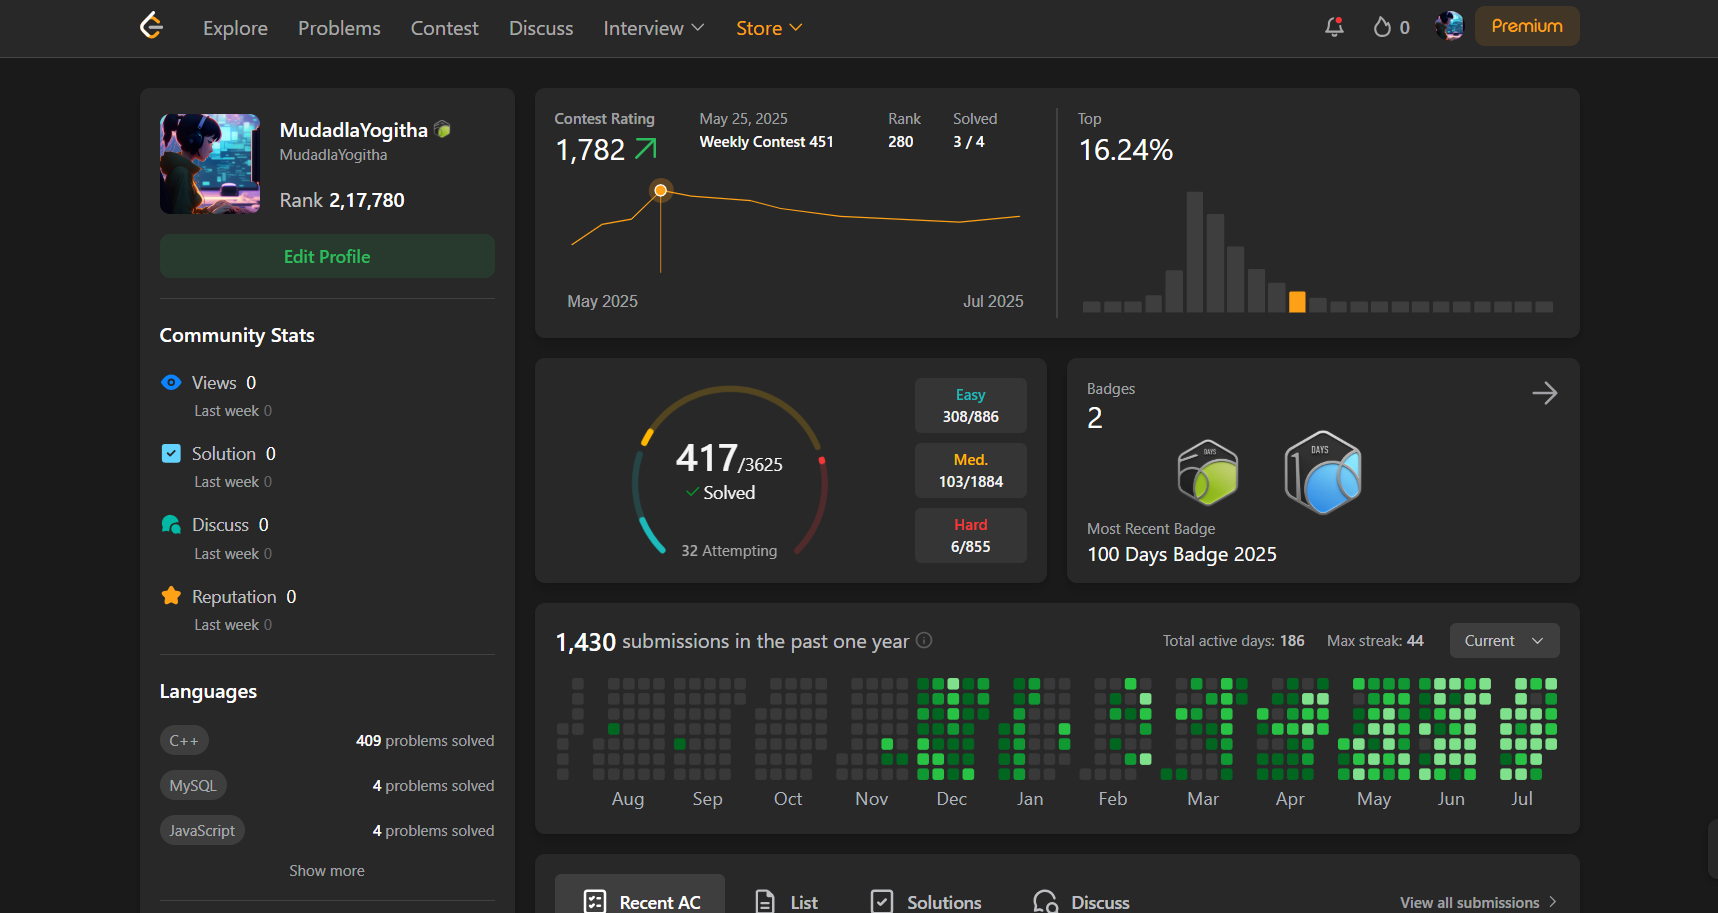 Explore Problems Contest Discuss Interview Store 0 Premium
MudadlaYogitha
MudadlaYogitha
Rank 2,17,780
Edit Profile
Community Stats
Views 0
Last week 0
Solution 0
Last week 0
Discuss 0
Last week 0
Reputation 0
Last week 0
Languages
C++ 409 problems solved
MySQL 4 problems solved
JavaScript 4 problems solved
Show more
Contest Rating
1,782
May 25, 2025
Weekly Contest 451
Rank
280
Solved
3 / 4
May 2025 Jul 2025
Top
16.24%
417/3625
Solved
32 Attempting
Easy
308/886
Med.
103/1884
Hard
6/855
Badges
2
DAYS DAYS
Most Recent Badge
100 Days Badge 2025
1,430 submissions in the past one year
Total active days: 186 Max streak: 44 Current
Aug Sep Oct Nov Dec Jan Feb Mar Apr May Jun Jul
Recent AC List Solutions Discuss View all submissions